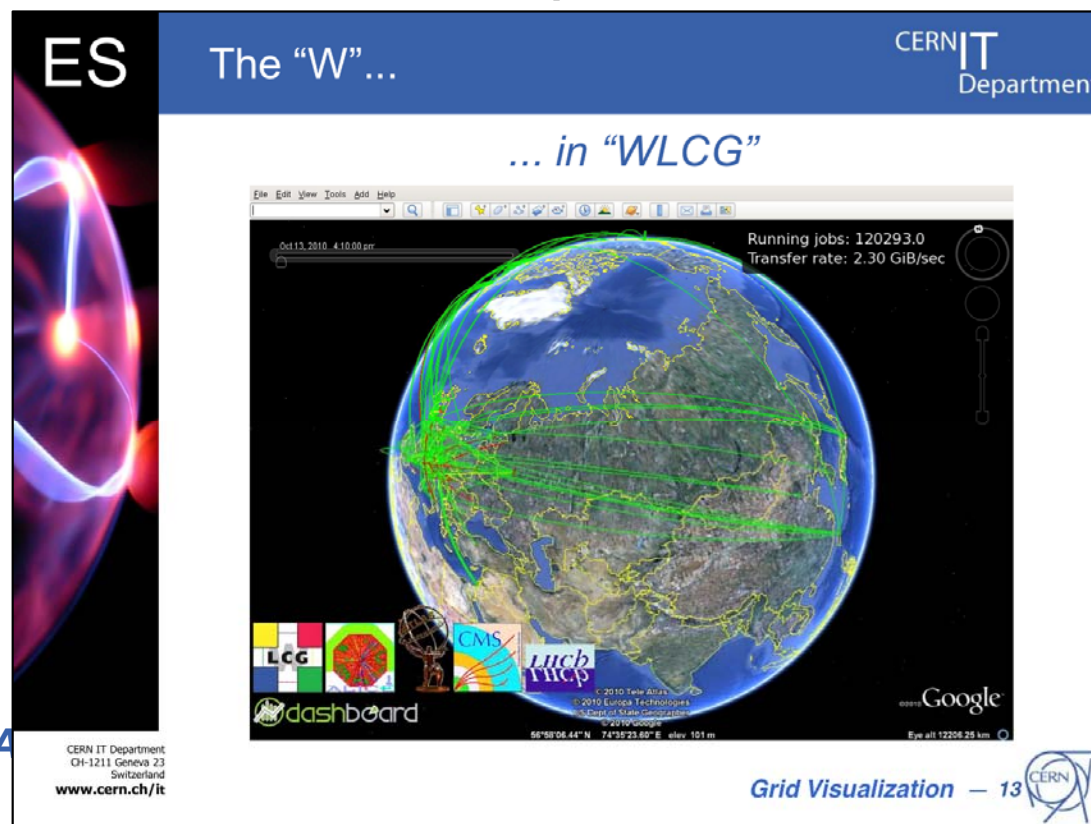 ES
The “W”...
CERN IT
Departmen
... in “WLCG”
File Edit View Tools Add Help
Oct 13, 2010 4:10:00 pm
Running jobs: 120293.0
Transfer rate: 2.30 GiB/sec
LCG
CMS
LHCb
dashboard
© 2010 Tele Atlas
© 2010 Europa Technologies
US Dept of State Geographer
© 2010 Google
©2010 Google
56°58'06.44" N 74°35'23.60" E elev 101 m
Eye alt 12206.25 km
CERN IT Department
CH-1211 Geneva 23
Switzerland
www.cern.ch/it
Grid Visualization — 13
CERN